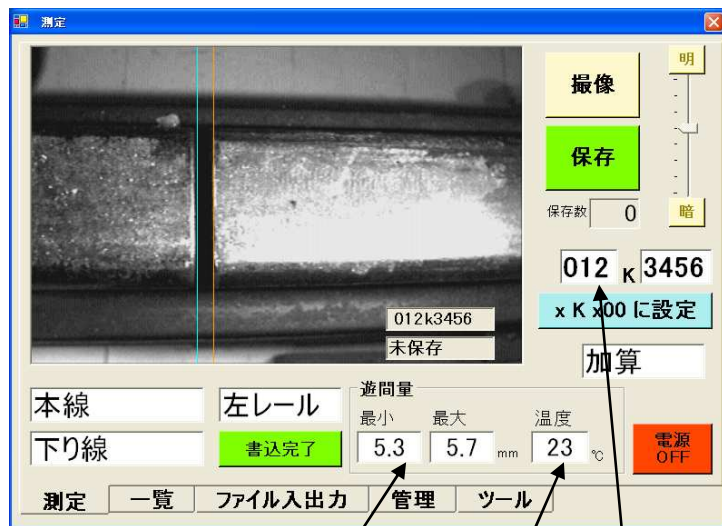 測定
明
撮像
保存
保存数 0
暗
012 K 3456
x K x00 に設定
012k3456
未保存
加算
本線
左レール
下り線
書込完了
遊間量
最小 最大 温度
5.3 5.7 mm 23 ℃
電源
OFF
測定 一覧 ファイル入出力 管理 ツール